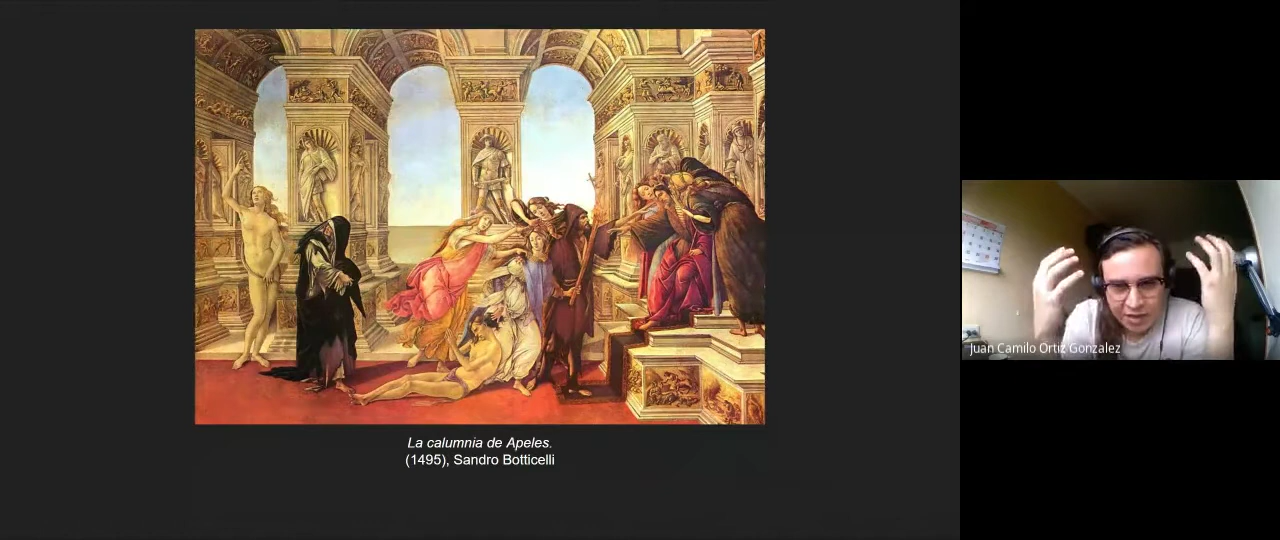 La calumnia de Apeles.
(1495), Sandro Botticelli
Juan Camilo Ortiz Gonzalez